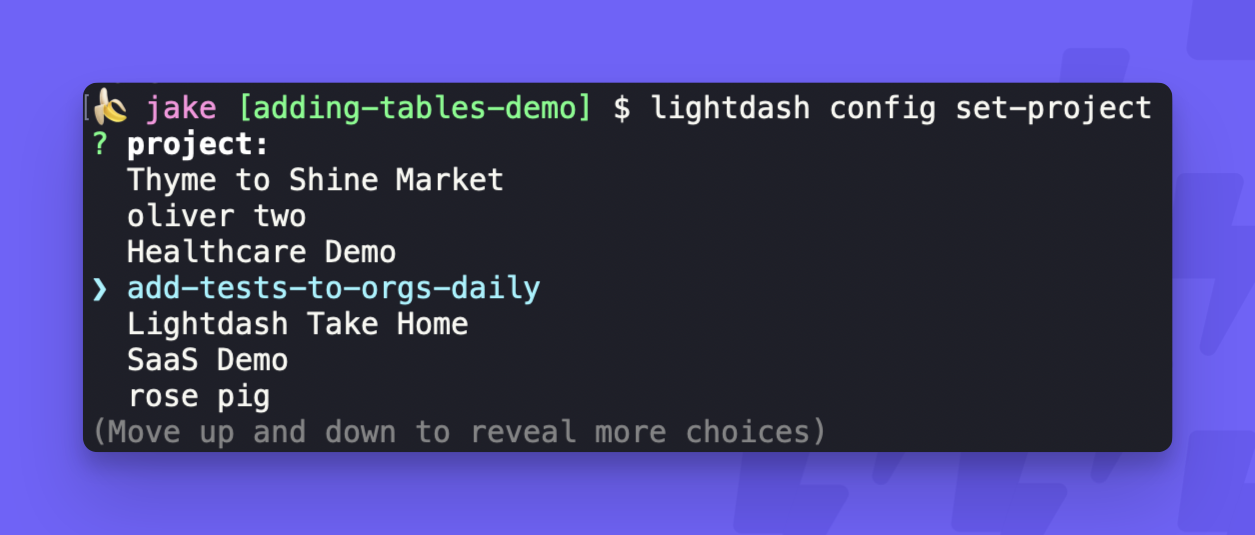 [🍌 jake [adding-tables-demo] $ lightdash config set-project
? project:
Thyme to Shine Market
oliver two
Healthcare Demo
❯ add-tests-to-orgs-daily
Lightdash Take Home
SaaS Demo
rose pig
(Move up and down to reveal more choices)